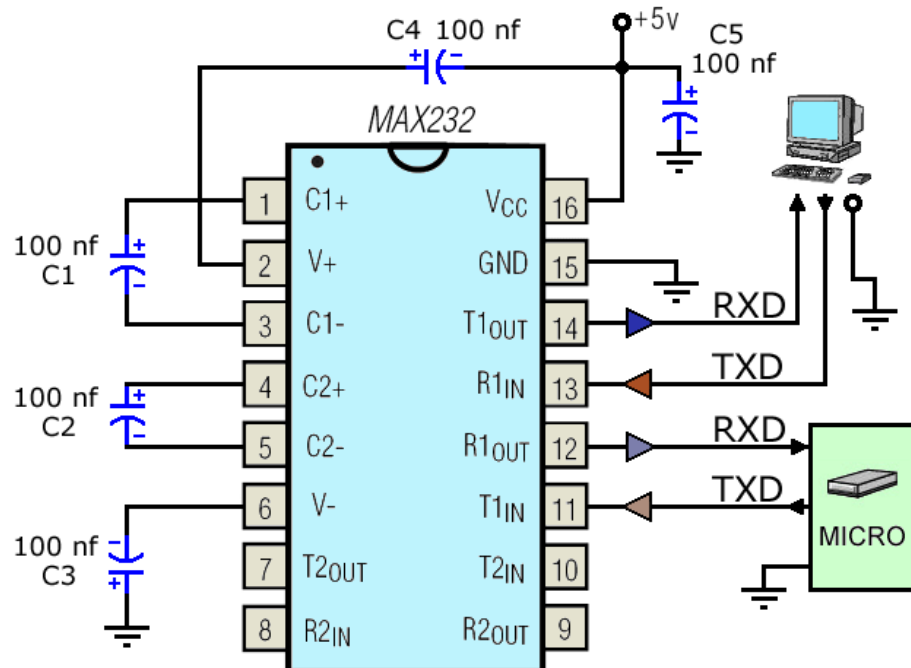 C4 100 nf
+5v
C5
100 nf
MAX232
1 C1+
2 V+
3 C1-
4 C2+
5 C2-
6 V-
7 T2OUT
8 R2IN
VCC 16
GND 15
T1OUT 14
R1IN 13
R1OUT 12
T1IN 11
T2IN 10
R2OUT 9
100 nf
C1
100 nf
C2
100 nf
C3
RXD
TXD
RXD
TXD
MICRO
+
-
+
-
+
-
+
-
-
+